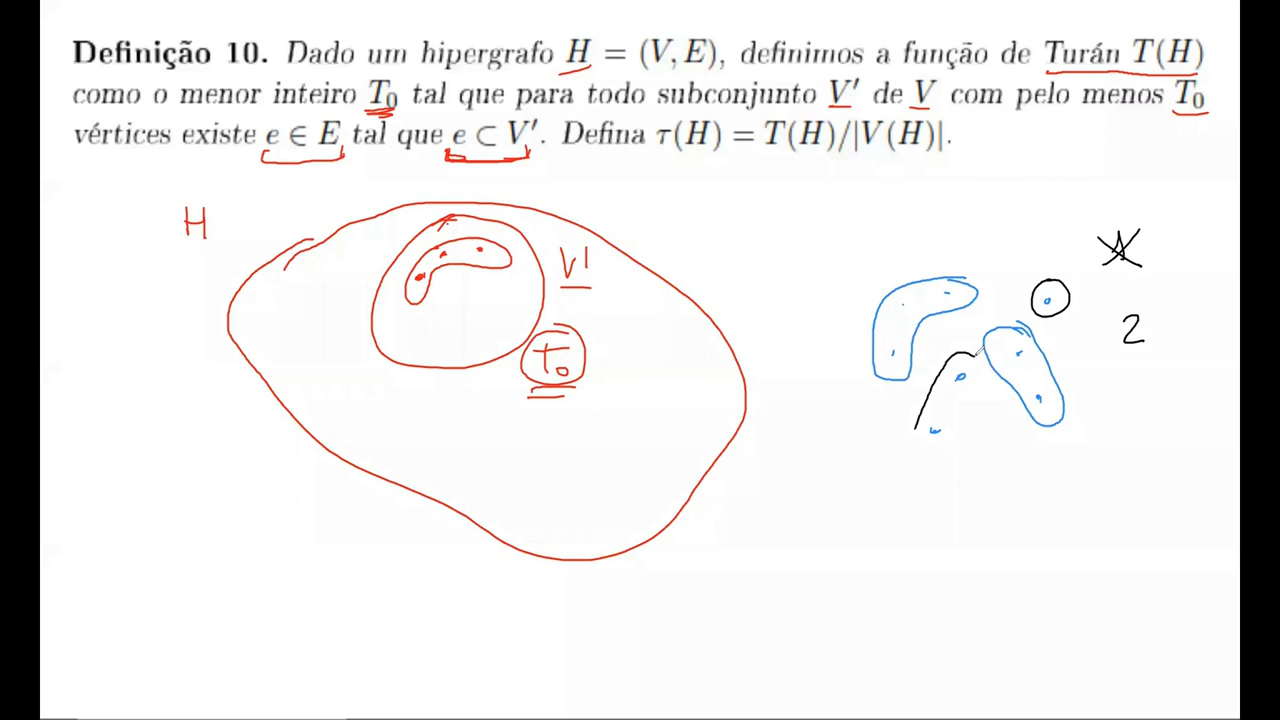 Definição 10. Dado um hipergrafo H = (V, E), definimos a função de Turán T(H)
como o menor inteiro T₀ tal que para todo subconjunto V′ de V com pelo menos T₀
vértices existe e ∈ E tal que e ⊂ V′. Defina τ(H) = T(H)/|V(H)|.
H
V'
T₀
2